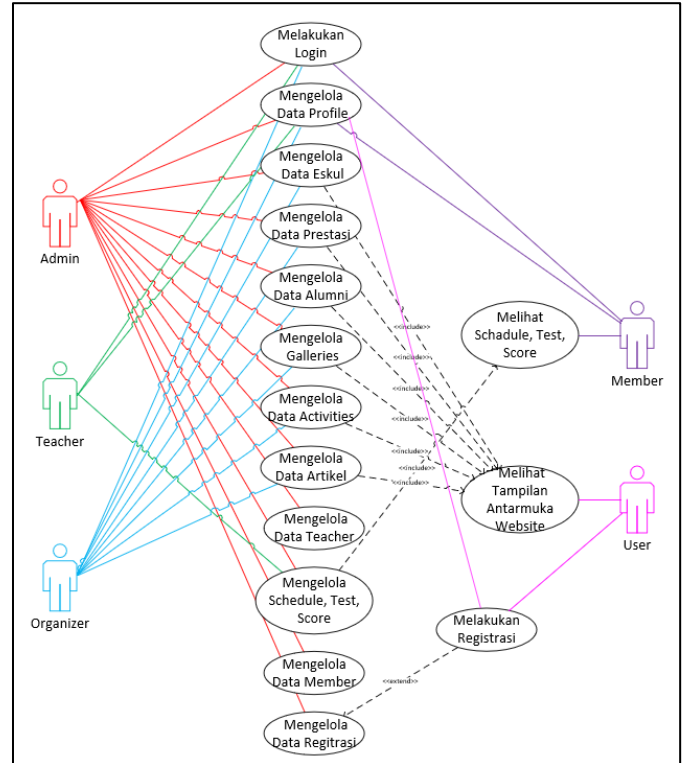 Melakukan
Login
Mengelola
Data Profile
Mengelola
Data Eskul
Mengelola
Data Prestasi
Mengelola
Data Alumni
Mengelola
Galleries
Mengelola
Data Activities
Mengelola
Data Artikel
Mengelola
Data Teacher
Mengelola
Schedule, Test,
Score
Mengelola
Data Member
Mengelola
Data Regitrasi
Admin
Teacher
Organizer
<<include>>
<<include>>
<<include>>
<<include>>
<<include>>
<<include>>
<<extend>>
Melihat
Schadule, Test,
Score
Melihat
Tampilan
Antarmuka
Website
Melakukan
Registrasi
Member
User